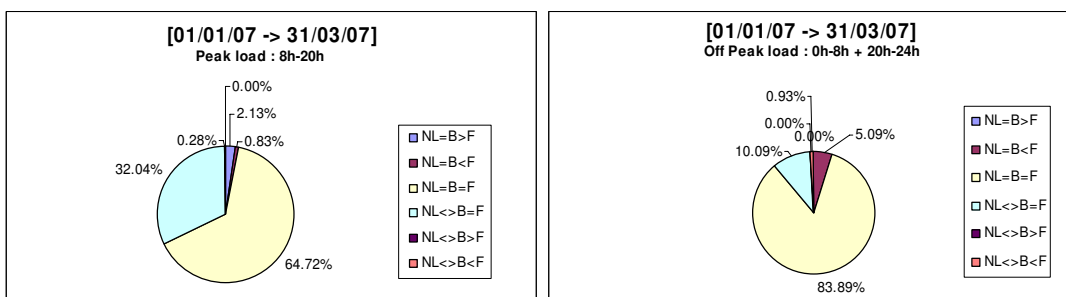 [01/01/07 -> 31/03/07]
Peak load : 8h-20h
0.00%
2.13%
0.28%
0.83%
32.04%
64.72%
NL=B>F
NL=B<F
NL=B=F
NL<>B=F
NL<>B>F
NL<>B<F
[01/01/07 -> 31/03/07]
Off Peak load : 0h-8h + 20h-24h
0.93%
0.00%
0.00%
5.09%
10.09%
83.89%
NL=B>F
NL=B<F
NL=B=F
NL<>B=F
NL<>B>F
NL<>B<F